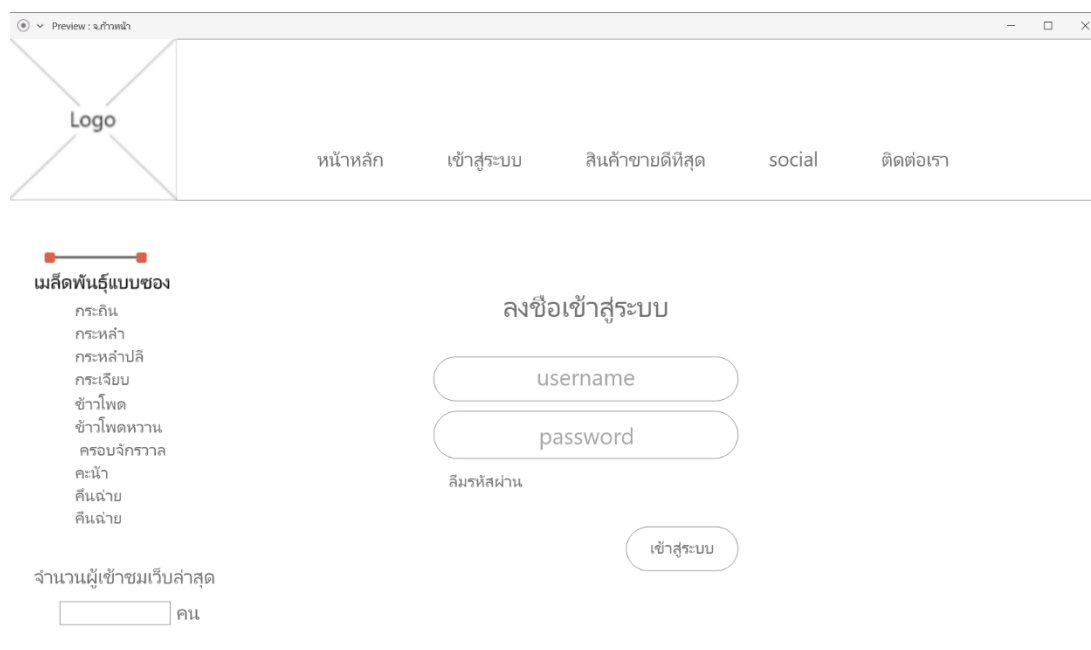 Preview : จ.ก้าวหน้า
Logo
หน้าหลัก เข้าสู่ระบบ สินค้าขายดีทีสุด social ติดต่อเรา
เมล็ดพันธุ์แบบซอง
กระถิน
กระหลํา
กระหลําปลี
กระเจียบ
ข้าวโพด
ข้าวโพดหวาน
ครอบจักรวาล
คะน้า
คืนฉ่าย
คืนฉ่าย
จํานวนผู้เข้าชมเว็บล่าสุด
คน
ลงชือเข้าสู่ระบบ
username
password
ลืมรหัสผ่าน
เข้าสู่ระบบ